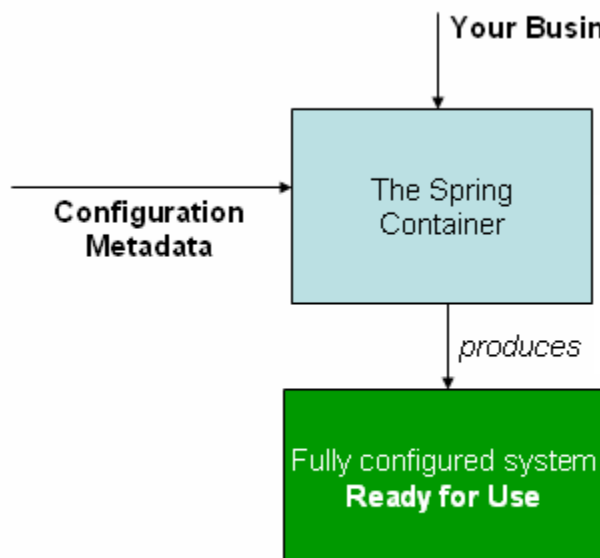 Your Busin
The Spring
Container
Configuration
Metadata
produces
Fully configured system
Ready for Use